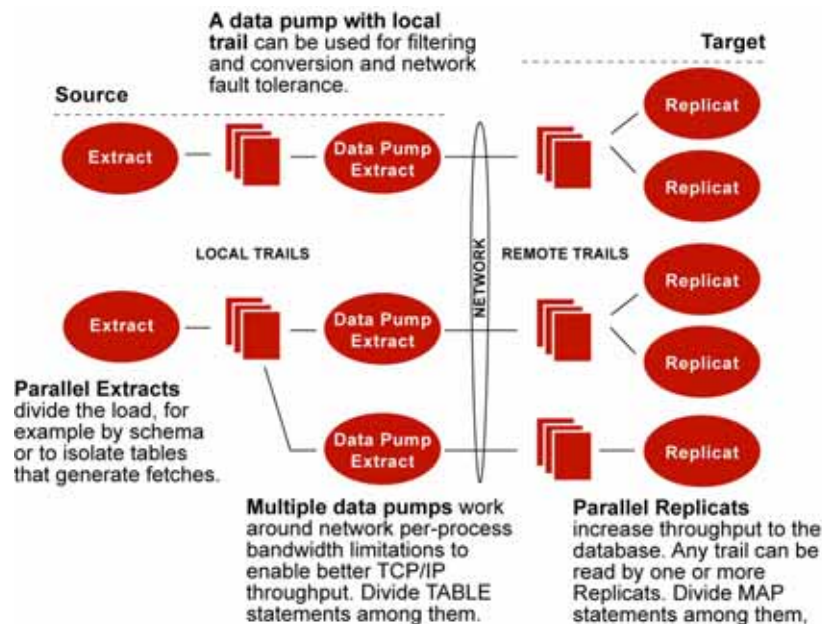 A data pump with local
trail can be used for filtering
and conversion and network
fault tolerance.
Target
Source
Extract
Data Pump
Extract
Replicat
Replicat
LOCAL TRAILS
NETWORK
REMOTE TRAILS
Extract
Data Pump
Extract
Replicat
Replicat
Parallel Extracts
divide the load, for
example by schema
or to isolate tables
that generate fetches.
Data Pump
Extract
Replicat
Multiple data pumps work
around network per-process
bandwidth limitations to
enable better TCP/IP
throughput. Divide TABLE
statements among them.
Parallel Replicats
increase throughput to the
database. Any trail can be
read by one or more
Replicats. Divide MAP
statements among them,